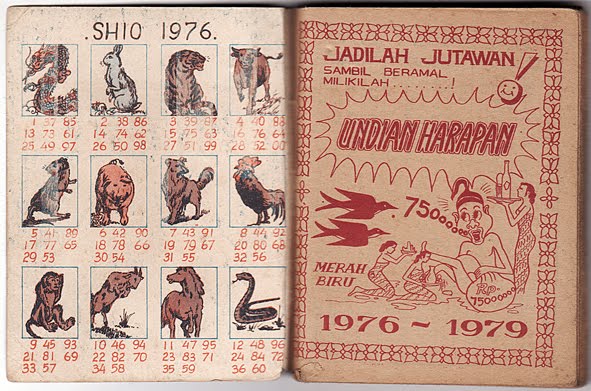 .SHIO 1976.
1 37 85 2 38 86 3 39 87 4 40 88
13 73 61 14 74 62 15 75 63 16 76 64
25 49 97 26 50 98 27 51 99 28 52 00
5 41 89 6 42 90 7 43 91 8 44 92
17 77 65 18 78 66 19 79 67 20 80 68
29 53 30 54 31 55 32 56
9 45 93 10 46 94 11 47 95 12 48 96
21 81 69 22 82 70 23 83 71 24 84 72
33 57 34 58 35 59 36 60
JADILAH JUTAWAN
SAMBIL BERAMAL
MILIKILAH........!
UNDIAN HARAPAN
MERAH
BIRU
Rp.
1976 ~ 1979